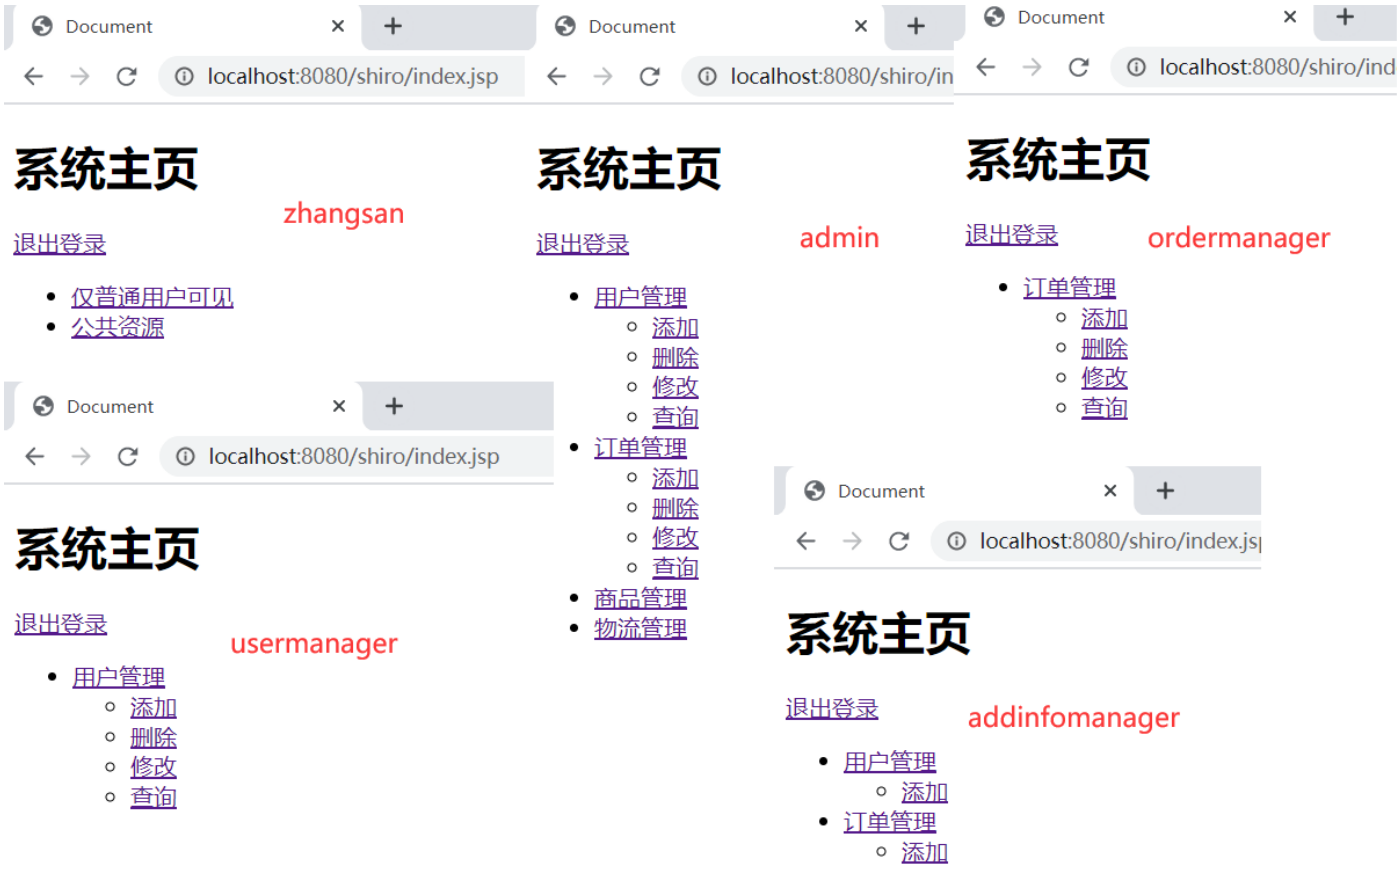 Document
localhost:8080/shiro/index.jsp
系统主页
zhangsan
退出登录
仅普通用户可见
公共资源
Document
localhost:8080/shiro/in
系统主页
admin
退出登录
用户管理
添加
删除
修改
查询
订单管理
添加
删除
修改
查询
商品管理
物流管理
Document
localhost:8080/shiro/ind
系统主页
退出登录
ordermanager
订单管理
添加
删除
修改
查询
Document
localhost:8080/shiro/index.jsp
系统主页
退出登录
usermanager
用户管理
添加
删除
修改
查询
Document
localhost:8080/shiro/index.jsp
系统主页
退出登录
addinfomanager
用户管理
添加
订单管理
添加